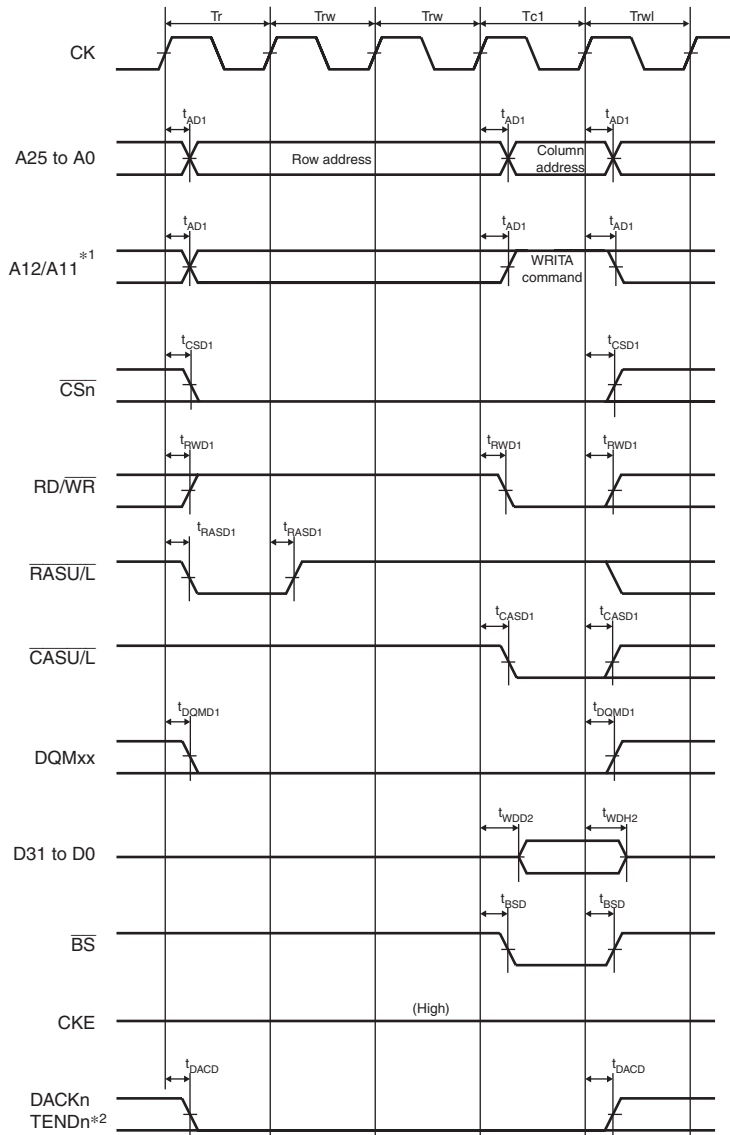 Tr Trw Trw Tc1 Trwl
CK
tAD1 tAD1 tAD1
A25 to A0 Row address Column address
tAD1 tAD1 tAD1
A12/A11 *1 WRITA command
tCSD1 tCSD1
CSn
tRWD1 tRWD1 tRWD1
RD/WR
tRASD1 tRASD1
RASU/L
tCASD1 tCASD1
CASU/L
tDQMD1 tDQMD1
DQMxx
tWDD2 tWDH2
D31 to D0
tBSD tBSD
BS
(High)
CKE
tDACD tDACD
DACKn
TENDn*2